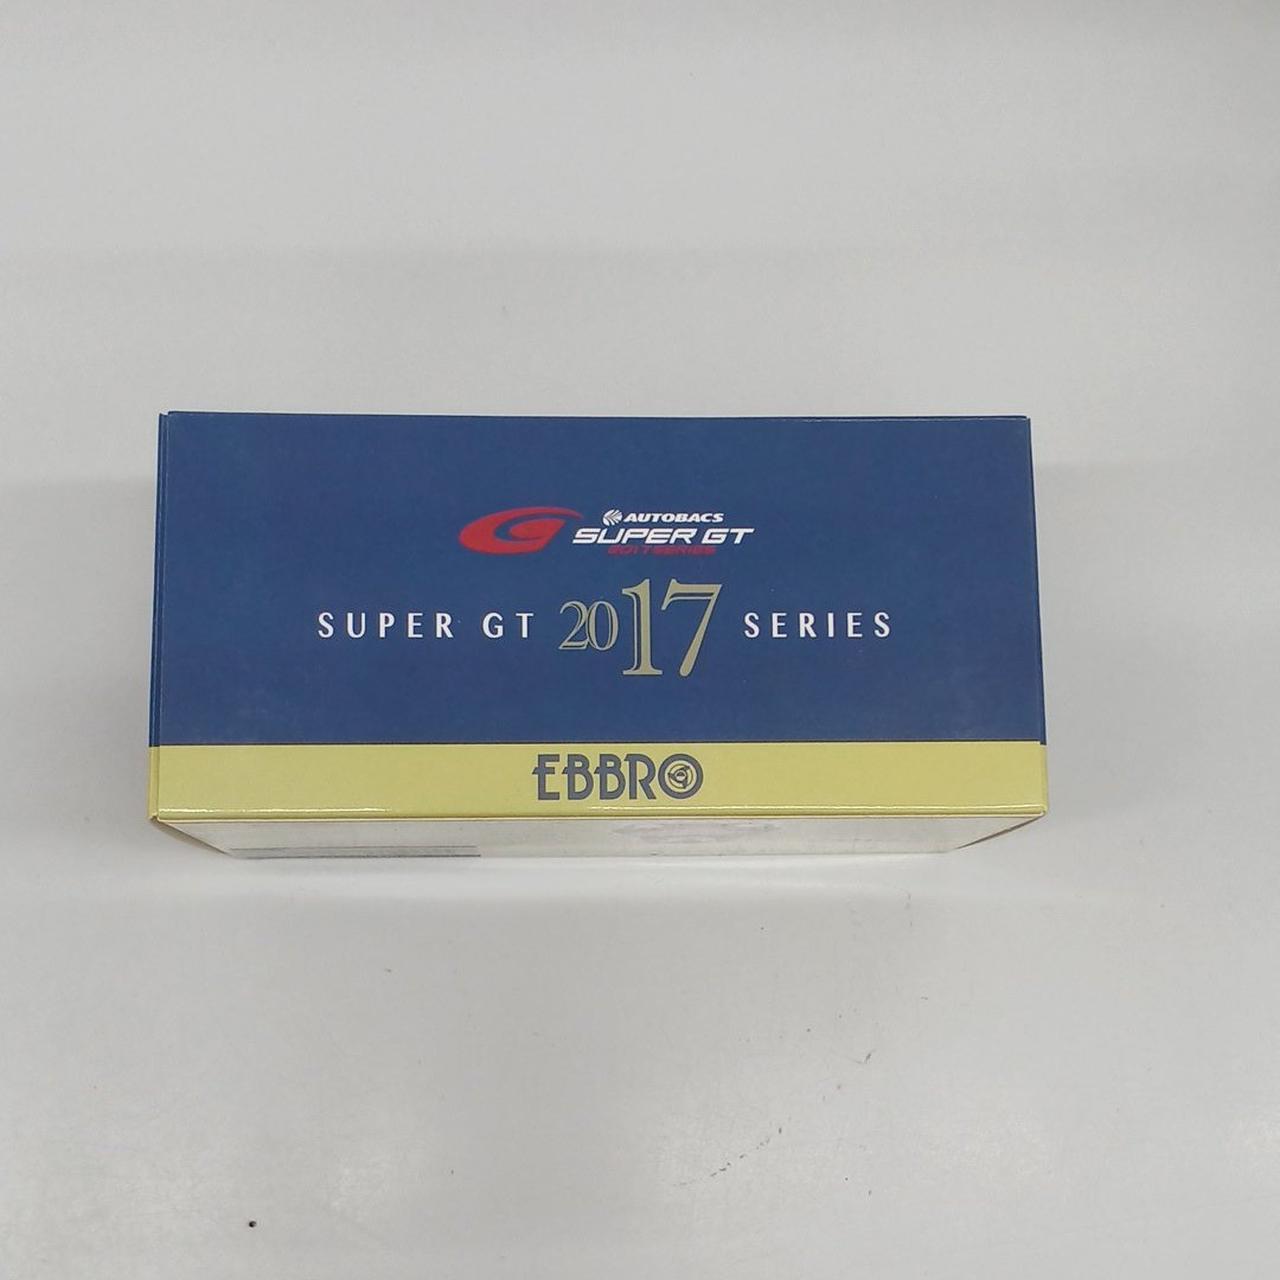 AUTOBACS
SUPER GT
2017 SERIES
SUPER GT 2017 SERIES
EBBRO